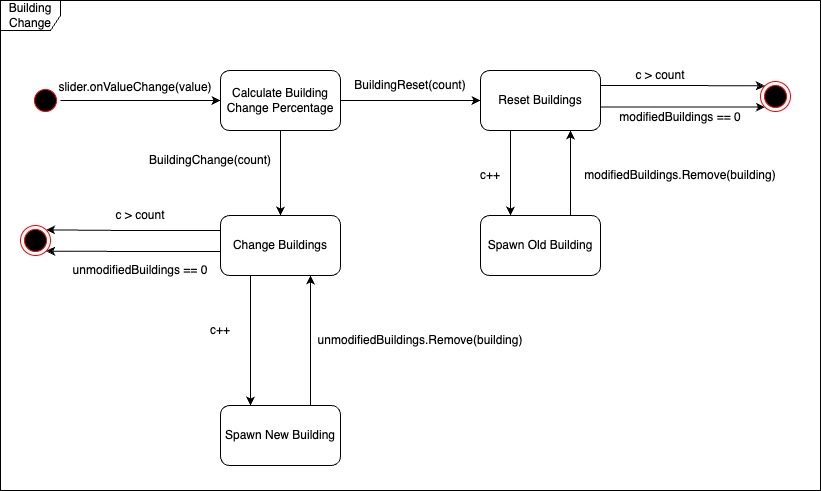 Building
Change
slider.onValueChange(value)
Calculate Building
Change Percentage
BuildingReset(count)
Reset Buildings
c > count
modifiedBuildings == 0
BuildingChange(count)
c++
modifiedBuildings.Remove(building)
Spawn Old Building
c > count
unmodifiedBuildings == 0
Change Buildings
c++
unmodifiedBuildings.Remove(building)
Spawn New Building